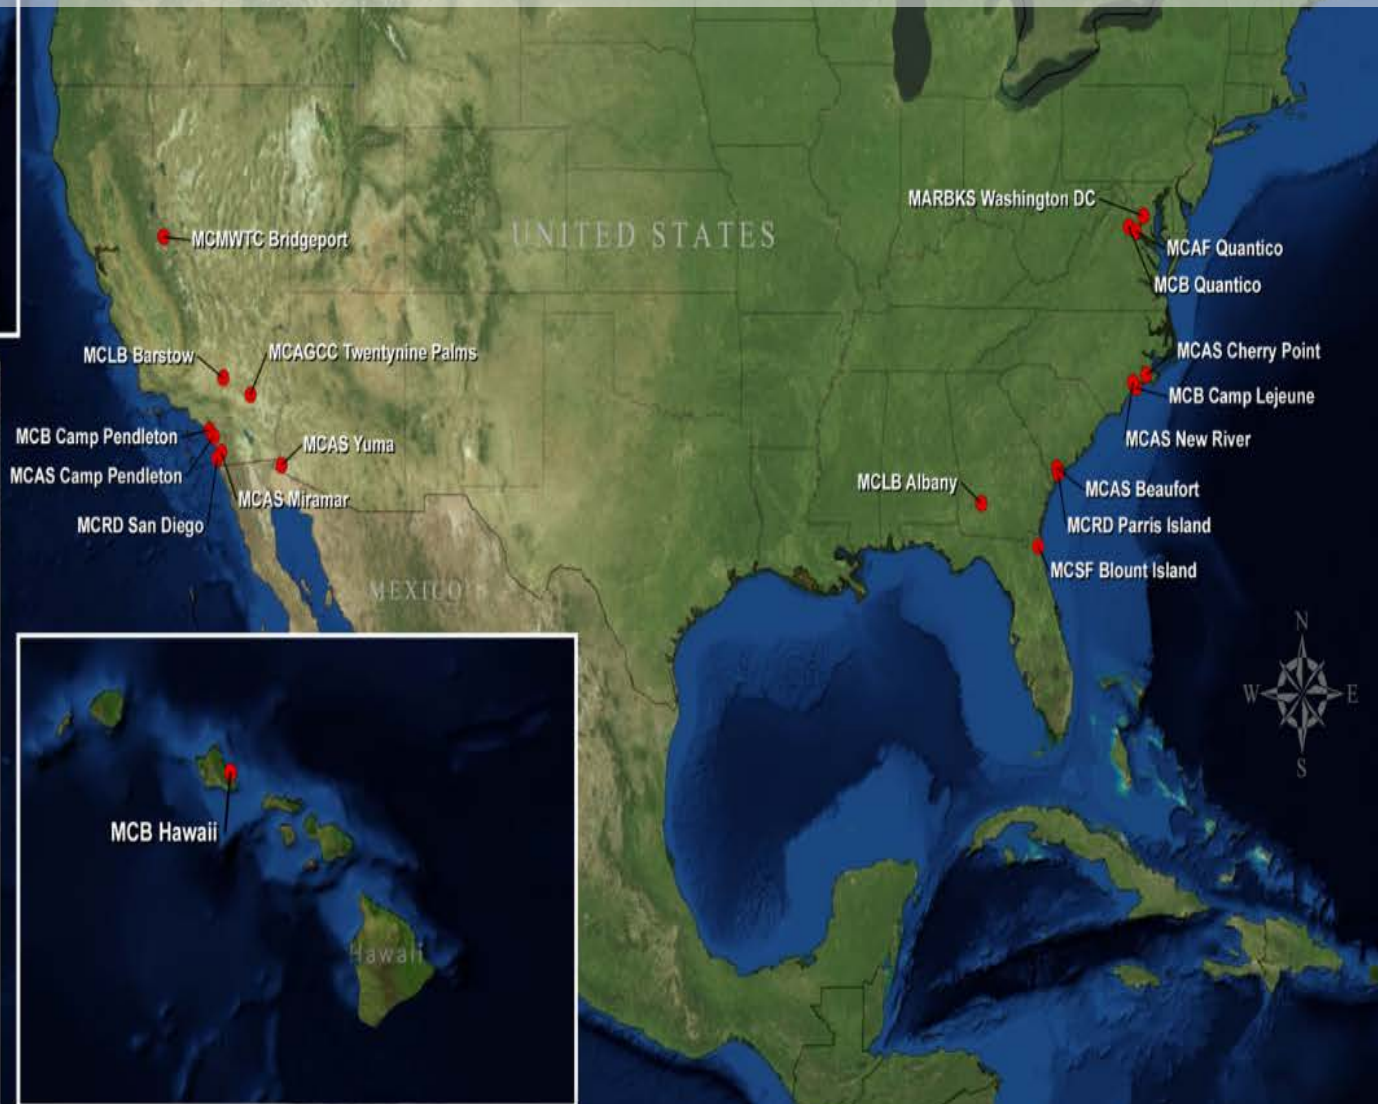 MARBKS Washington DC
UNITED STATES
MCMWTC Bridgeport
MCAF Quantico
MCB Quantico
MCLB Barstow
MCAGCC Twentynine Palms
MCAS Cherry Point
MCB Camp Lejeune
MCB Camp Pendleton
MCAS Yuma
MCAS New River
MCAS Camp Pendleton
MCLB Albany
MCAS Beaufort
MCAS Miramar
MCRD San Diego
MCRD Parris Island
MCSF Blount Island
MEXICO
N
W
E
S
MCB Hawaii
Hawaii